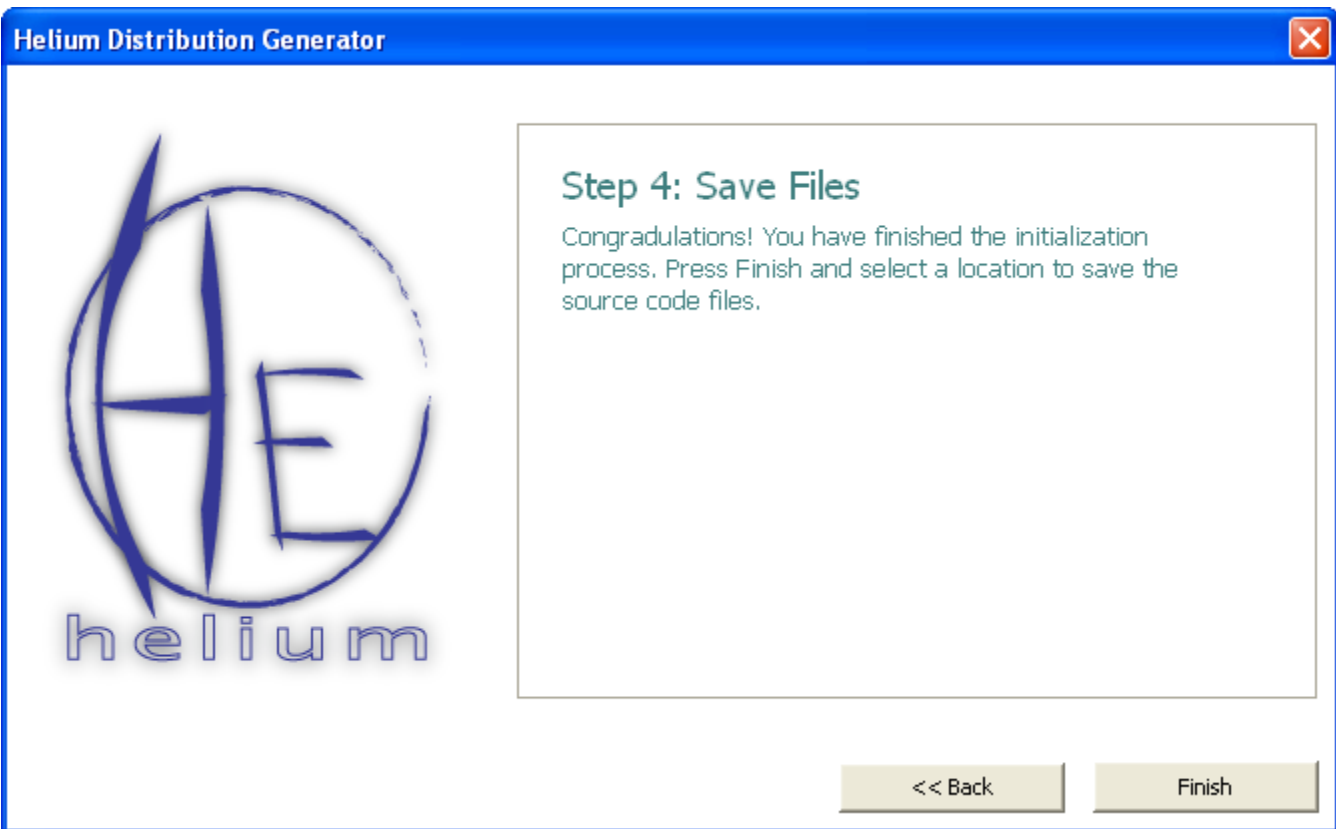 Helium Distribution Generator
HE
helium
Step 4: Save Files
Congradulations! You have finished the initialization
process. Press Finish and select a location to save the
source code files.
<< Back
Finish